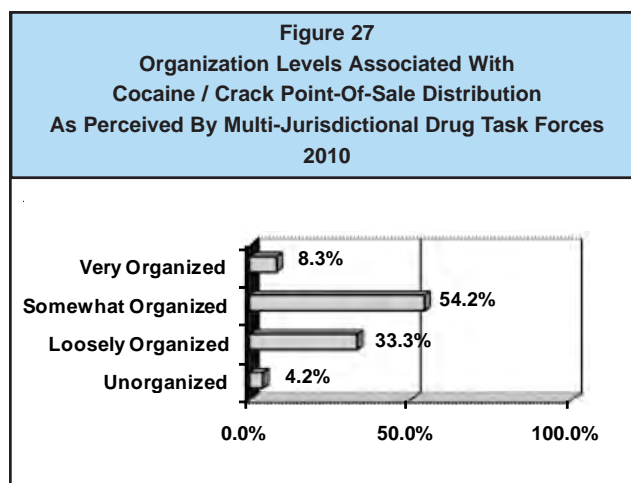 Figure 27
Organization Levels Associated With
Cocaine / Crack Point-Of-Sale Distribution
As Perceived By Multi-Jurisdictional Drug Task Forces
2010
Very Organized 8.3%
Somewhat Organized 54.2%
Loosely Organized 33.3%
Unorganized 4.2%
0.0% 50.0% 100.0%